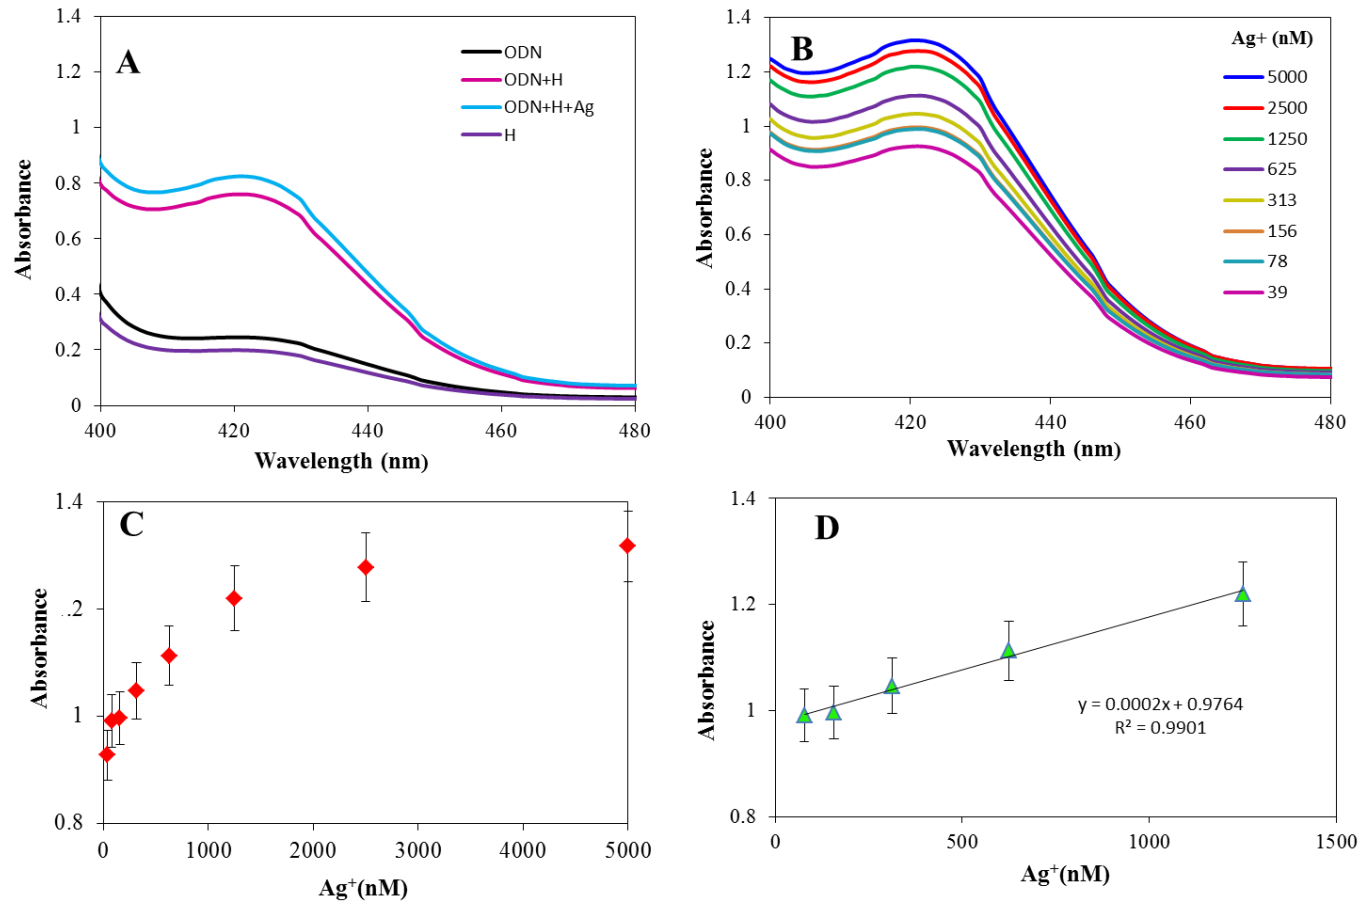 A
1.4
1.2
1
0.8
0.6
0.4
0.2
0
Absorbance
ODN
ODN+H
ODN+H+Ag
H
400
420
440
460
480
Wavelength (nm)
B
1.4
1.2
1
0.8
0.6
0.4
0.2
0
Absorbance
Ag+ (nM)
5000
2500
1250
625
313
156
78
39
400
420
440
460
480
Wavelength (nm)
C
1.4
.2
1
0.8
Absorbance
0
1000
2000
3000
4000
5000
Ag⁺(nM)
D
1.4
1.2
1
0.8
Absorbance
y = 0.0002x + 0.9764
R² = 0.9901
0
500
1000
1500
Ag⁺(nM)